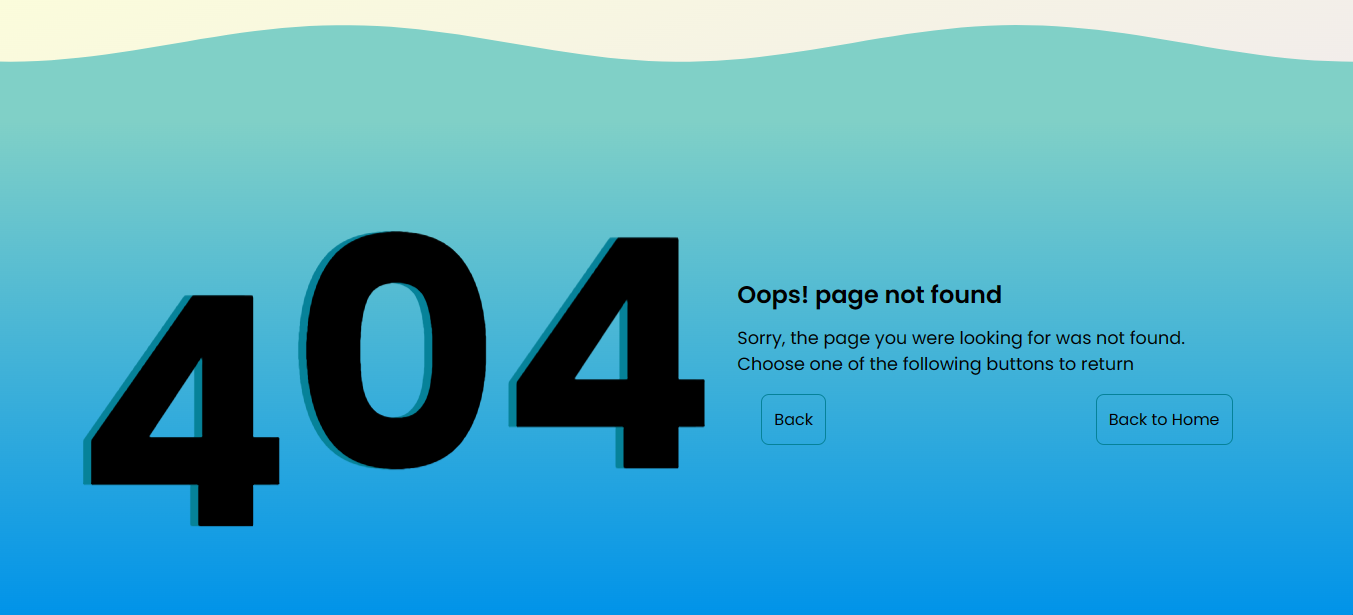 404
Oops! page not found
Sorry, the page you were looking for was not found.
Choose one of the following buttons to return
Back
Back to Home